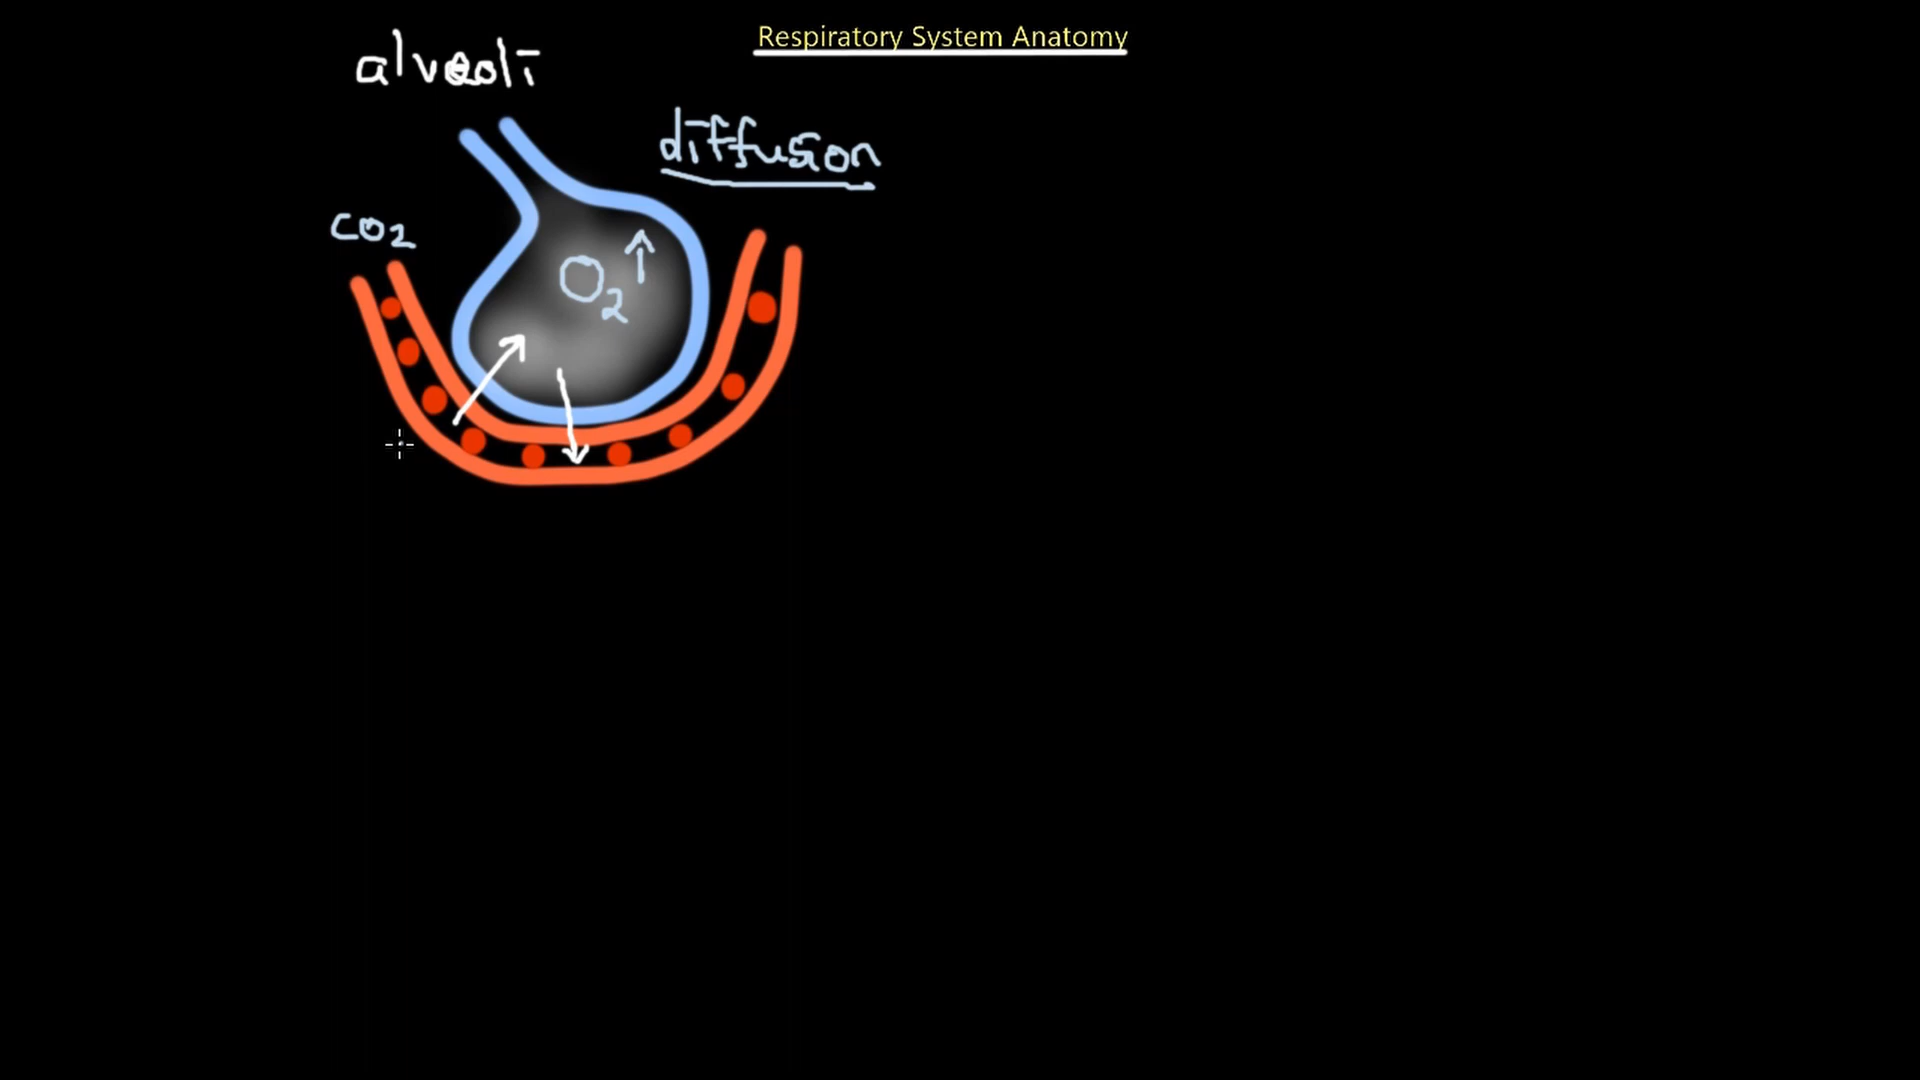 Respiratory System Anatomy
alveoli
diffusion
CO2
O2↑